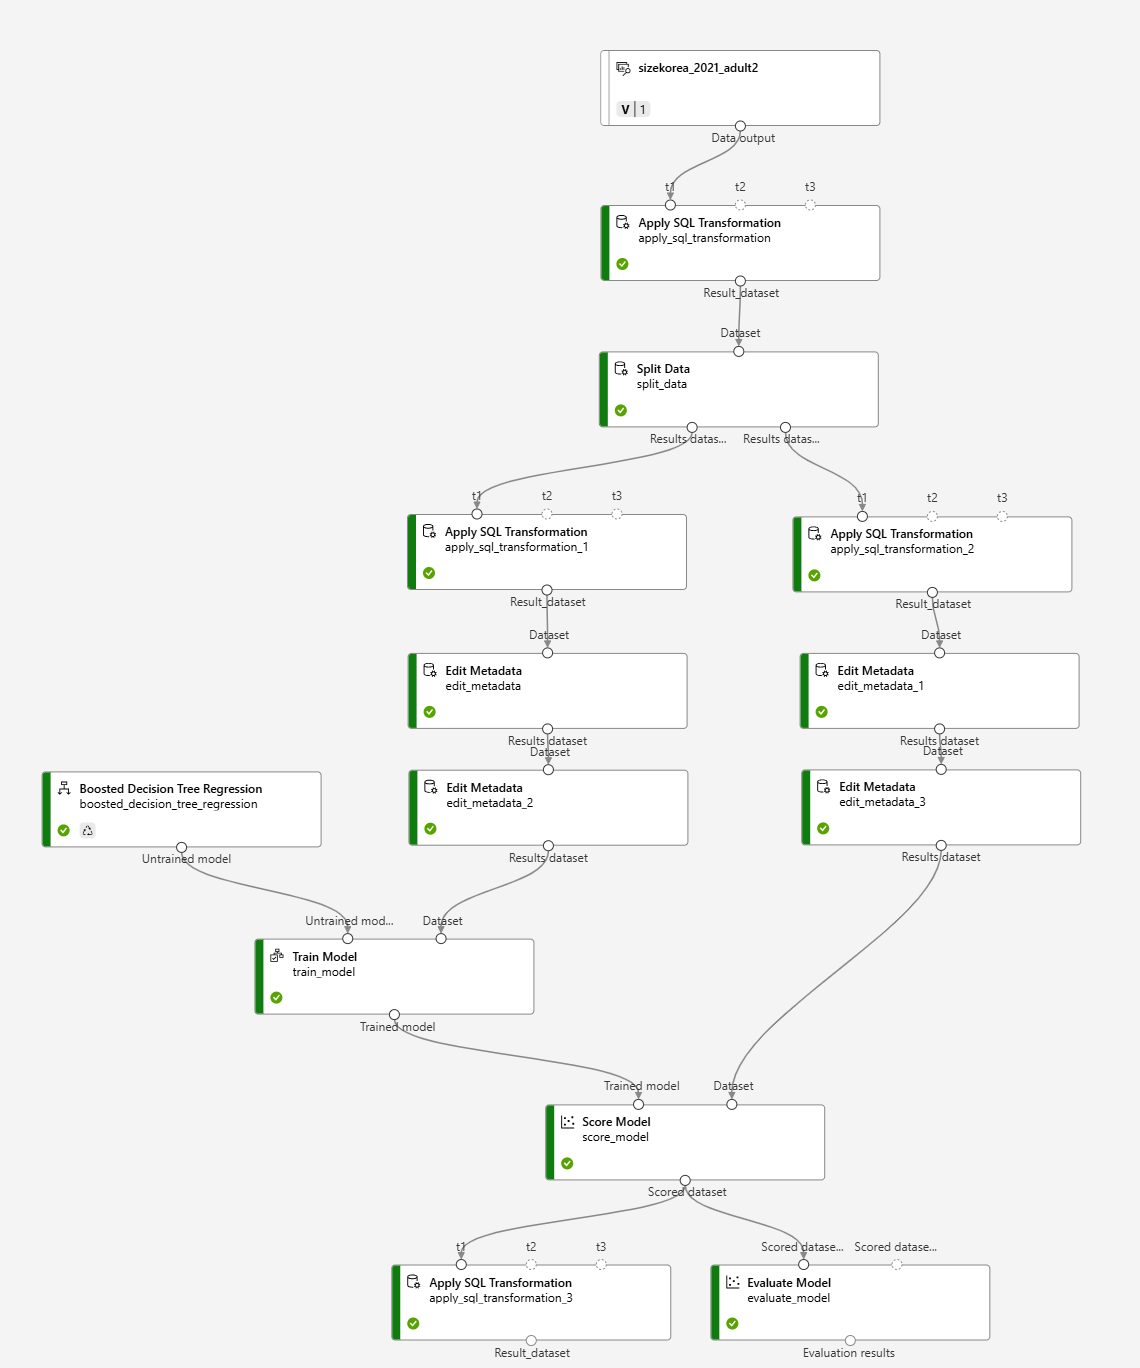 sizekorea_2021_adult2
V | 1
Data output
t1 t2 t3
Apply SQL Transformation
apply_sql_transformation
Result_dataset
Dataset
Split Data
split_data
Results datas... Results datas...
t1 t2 t3
Apply SQL Transformation
apply_sql_transformation_1
Result_dataset
Dataset
Edit Metadata
edit_metadata
Results dataset
Dataset
Edit Metadata
edit_metadata_2
Results dataset
t1 t2 t3
Apply SQL Transformation
apply_sql_transformation_2
Result_dataset
Dataset
Edit Metadata
edit_metadata_1
Results dataset
Dataset
Edit Metadata
edit_metadata_3
Results dataset
Boosted Decision Tree Regression
boosted_decision_tree_regression
Untrained model
Untrained mod... Dataset
Train Model
train_model
Trained model
Trained model Dataset
Score Model
score_model
Scored dataset
t1 t2 t3
Apply SQL Transformation
apply_sql_transformation_3
Result_dataset
Scored datase... Scored datase...
Evaluate Model
evaluate_model
Evaluation results